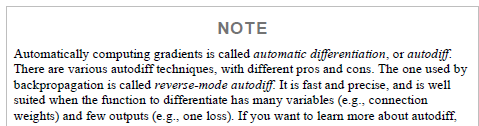 NOTE
Automatically computing gradients is called automatic differentiation, or autodiff.
There are various autodiff techniques, with different pros and cons. The one used by
backpropagation is called reverse-mode autodiff. It is fast and precise, and is well
suited when the function to differentiate has many variables (e.g., connection
weights) and few outputs (e.g., one loss). If you want to learn more about autodiff,